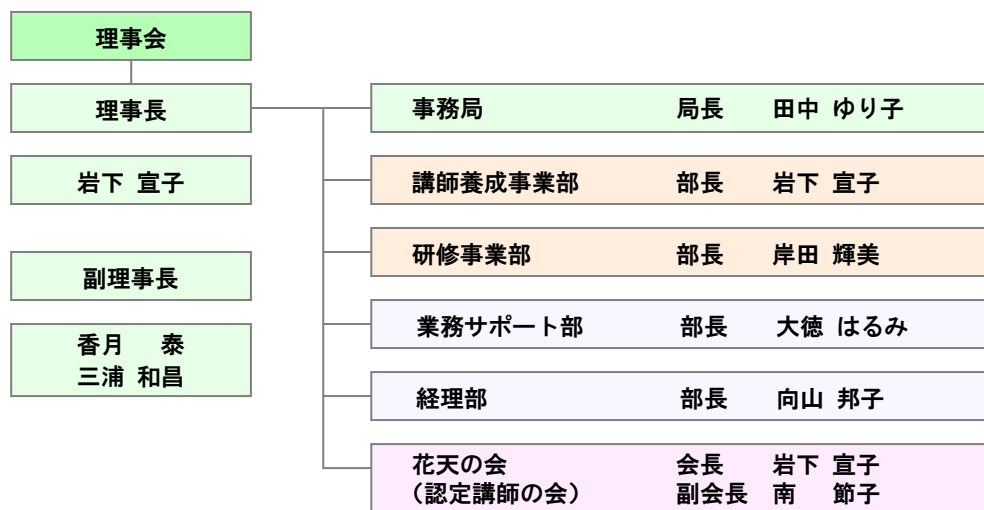 理事会
理事長
岩下 宣子
副理事長
香月 泰
三浦 和昌
事務局 局長 田中 ゆり子
講師養成事業部 部長 岩下 宣子
研修事業部 部長 岸田 輝美
業務サポート部 部長 大徳 はるみ
経理部 部長 向山 邦子
花天の会 会長 岩下 宣子
（認定講師の会） 副会長 南 節子